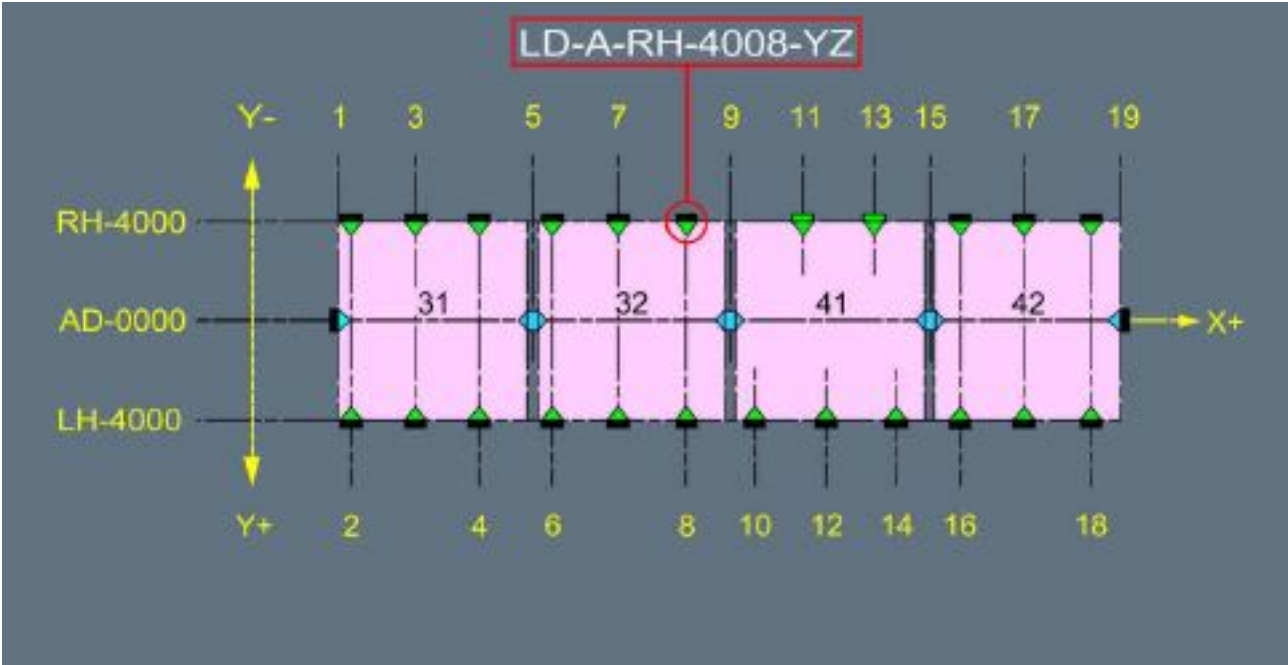 LD-A-RH-4008-YZ
Y- 1 3 5 7 9 11 13 15 17 19
RH-4000
31 32 41 42
AD-0000 X+
LH-4000
Y+ 2 4 6 8 10 12 14 16 18